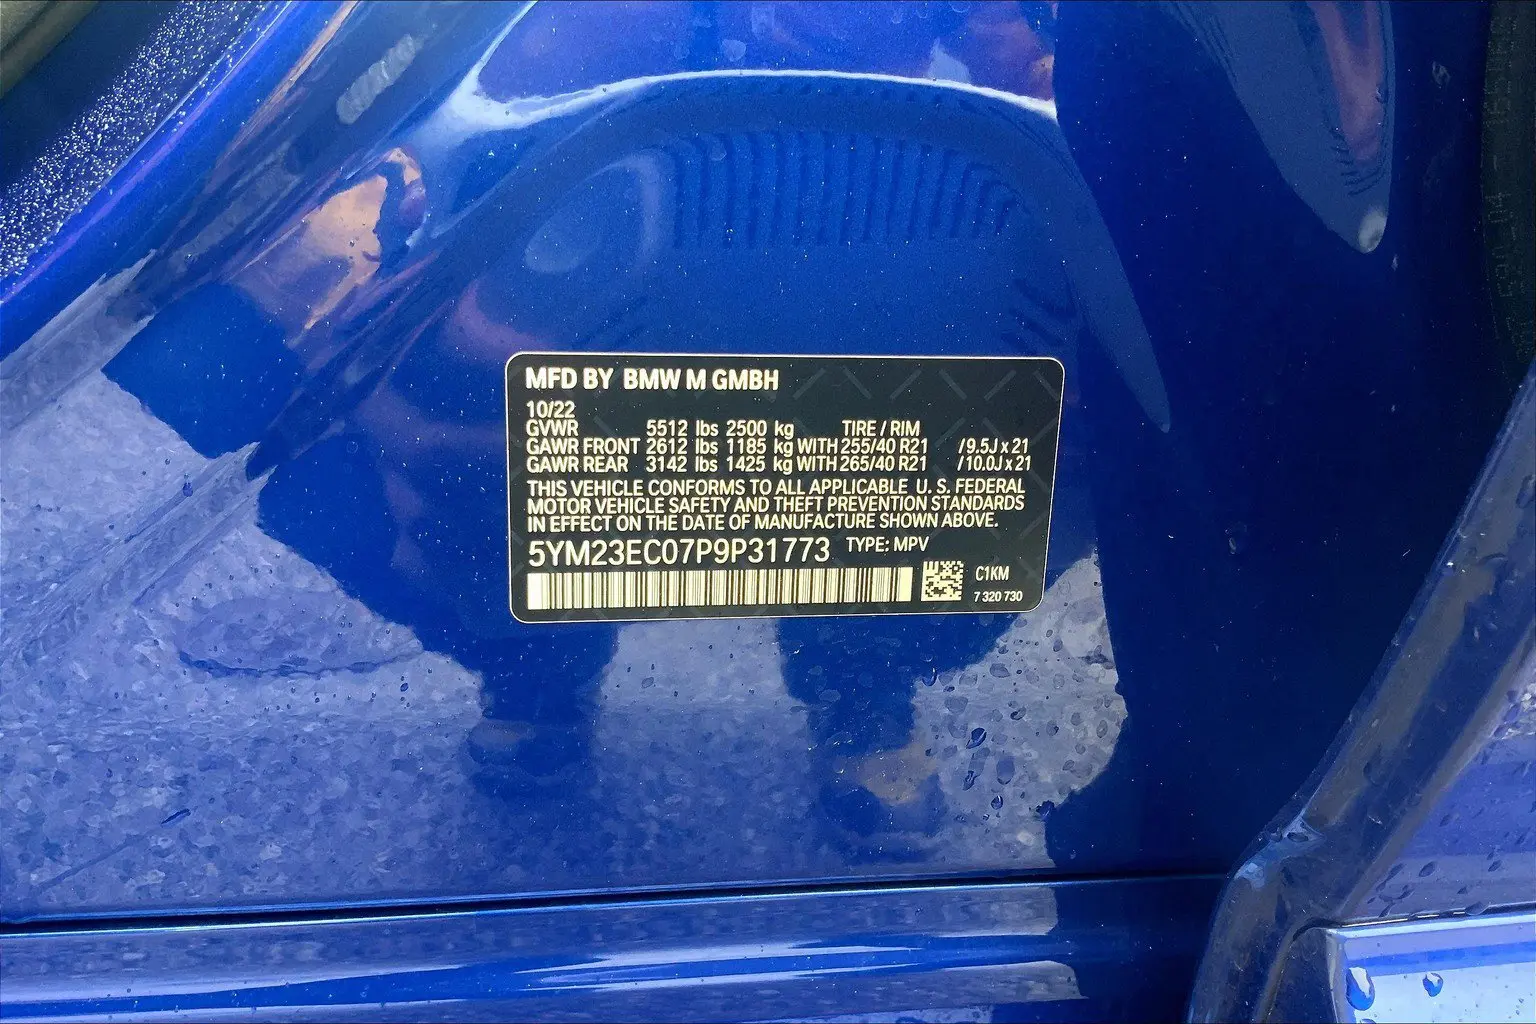 MFD BY BMW M GMBH
10/22
GVWR 5512 lbs 2500 kg TIRE / RIM
GAWR FRONT 2612 lbs 1185 kg WITH 255/40 R21 /9.5J x 21
GAWR REAR 3142 lbs 1425 kg WITH 265/40 R21 /10.0J x 21
THIS VEHICLE CONFORMS TO ALL APPLICABLE U. S. FEDERAL
MOTOR VEHICLE SAFETY AND THEFT PREVENTION STANDARDS
IN EFFECT ON THE DATE OF MANUFACTURE SHOWN ABOVE.
5YM23EC07P9P31773 TYPE: MPV
C1KM
7 320 730